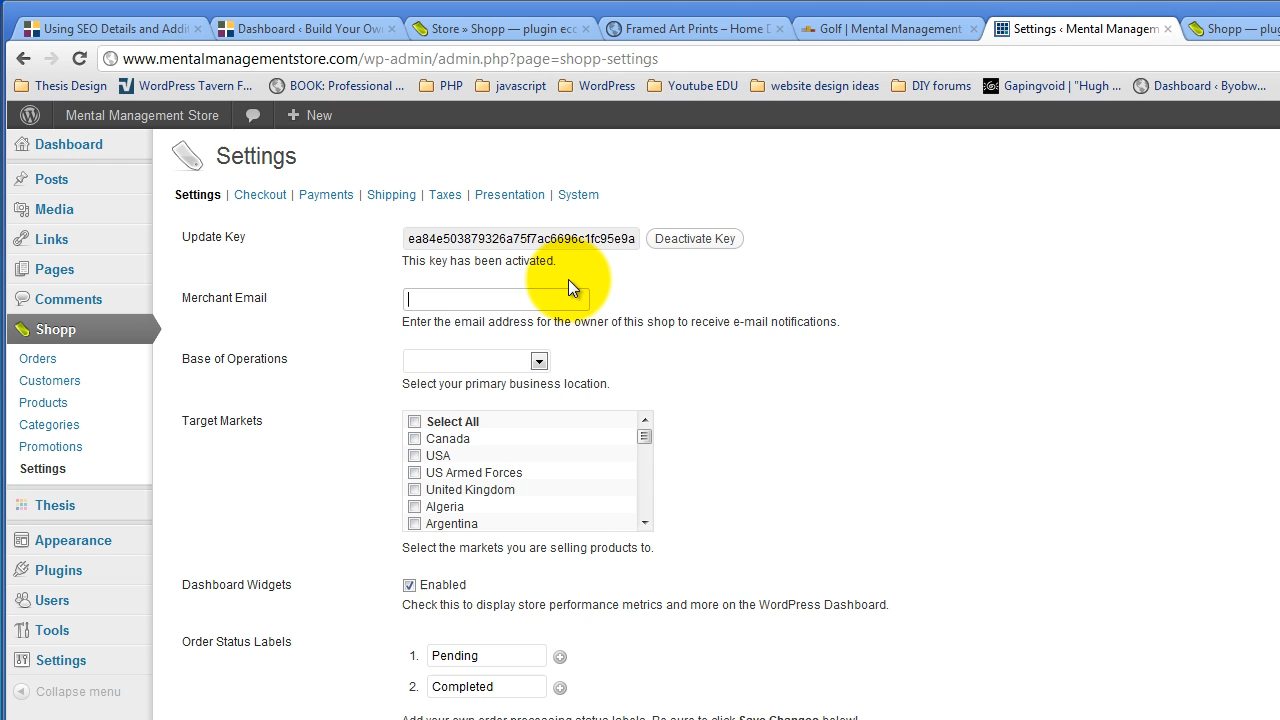 Using SEO Details and Addi
Dashboard ‹ Build Your Ow
Store » Shopp — plugin ecc
Framed Art Prints – Home D
Golf | Mental Management
Settings ‹ Mental Managem
Shopp — plug
www.mentalmanagementstore.com/wp-admin/admin.php?page=shopp-settings
Thesis Design
WordPress Tavern F...
BOOK: Professional ...
PHP
javascript
WordPress
Youtube EDU
website design ideas
DIY forums
Gapingvoid | "Hugh ...
Dashboard ‹ Byobw...
Mental Management Store
New
Dashboard
Posts
Media
Links
Pages
Comments
Shopp
Orders
Customers
Products
Categories
Promotions
Settings
Thesis
Appearance
Plugins
Users
Tools
Settings
Collapse menu
Settings
Settings | Checkout | Payments | Shipping | Taxes | Presentation | System
Update Key
ea84e503879326a75f7ac6696c1fc95e9a
Deactivate Key
This key has been activated.
Merchant Email
Enter the email address for the owner of this shop to receive e-mail notifications.
Base of Operations
Select your primary business location.
Target Markets
Select All
Canada
USA
US Armed Forces
United Kingdom
Algeria
Argentina
Select the markets you are selling products to.
Dashboard Widgets
Enabled
Check this to display store performance metrics and more on the WordPress Dashboard.
Order Status Labels
1. Pending
2. Completed
Add your own order processing status labels. Be sure to click Save Changes below!